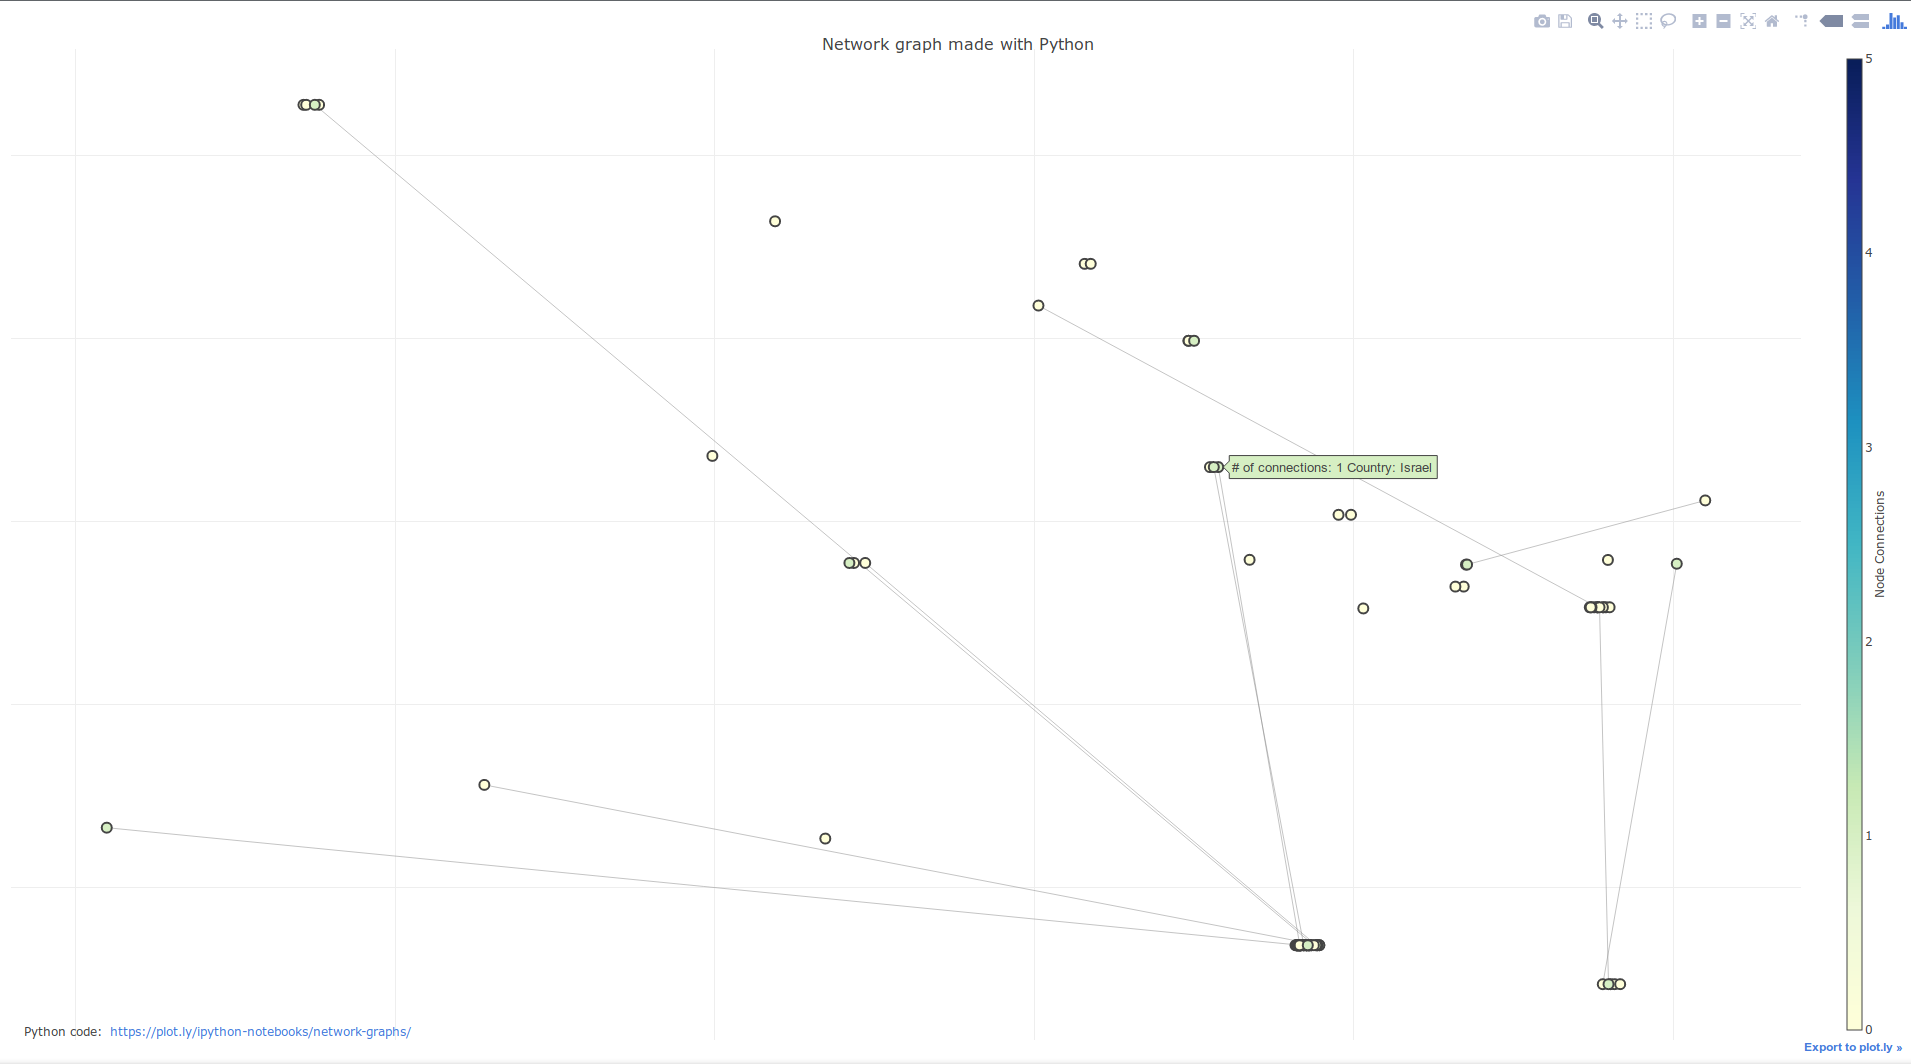 Network graph made with Python
5
# of connections: 1 Country: Israel
4
3
2
1
0
Node Connections
Python code: https://plot.ly/ipython-notebooks/network-graphs/
Export to plot.ly »